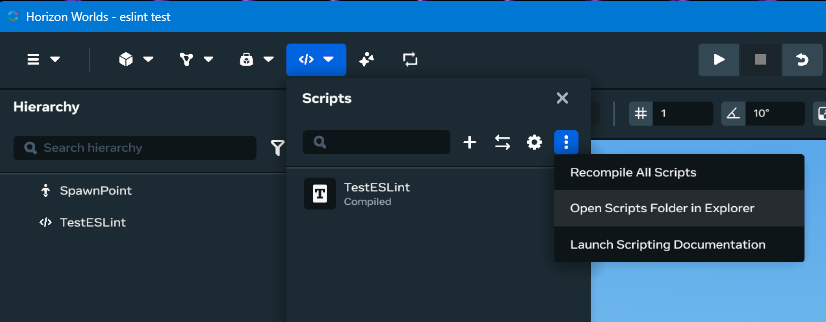 Horizon Worlds - eslint test
Hierarchy
Search hierarchy
SpawnPoint
TestESLint
Scripts
TestESLint
Compiled
Recompile All Scripts
Open Scripts Folder in Explorer
Launch Scripting Documentation
1
10°